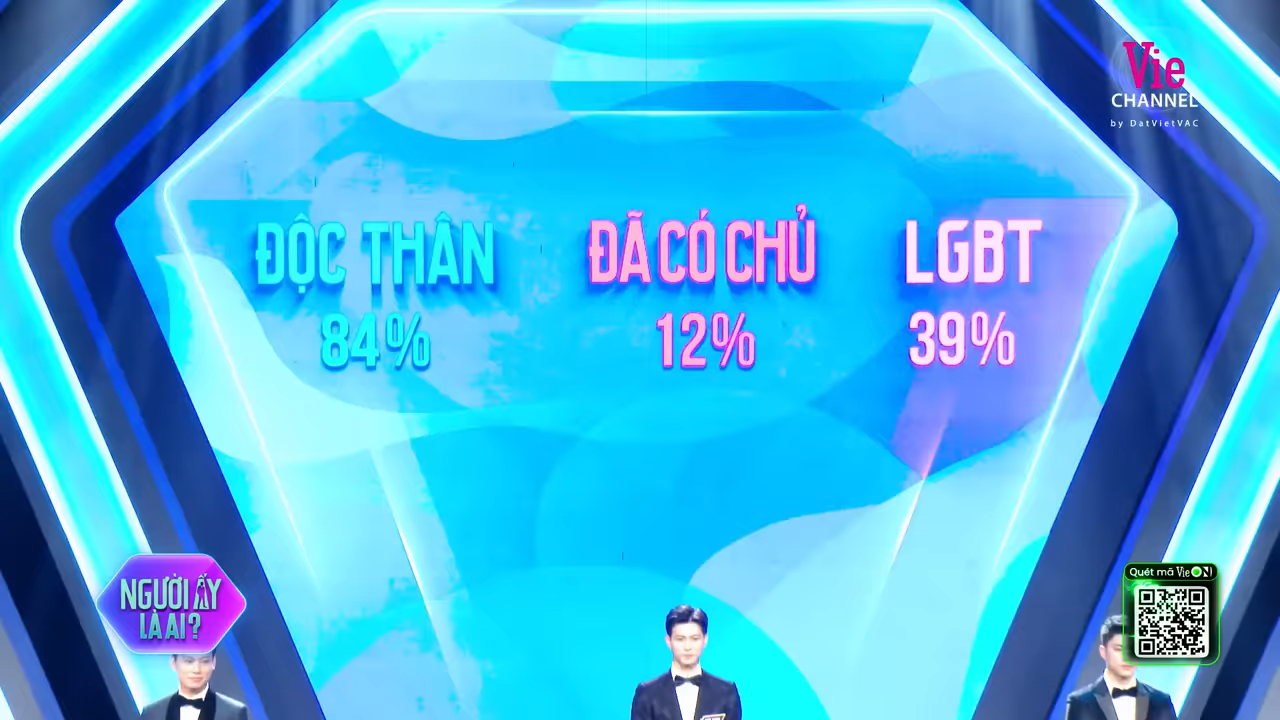 Vie
CHANNEL
by DatVietVAC
ĐỘC THÂN
ĐÃ CÓ CHỦ
LGBT
84%
12%
39%
NGƯỜI ẤY
LÀ AI?
Quét mã VieON!